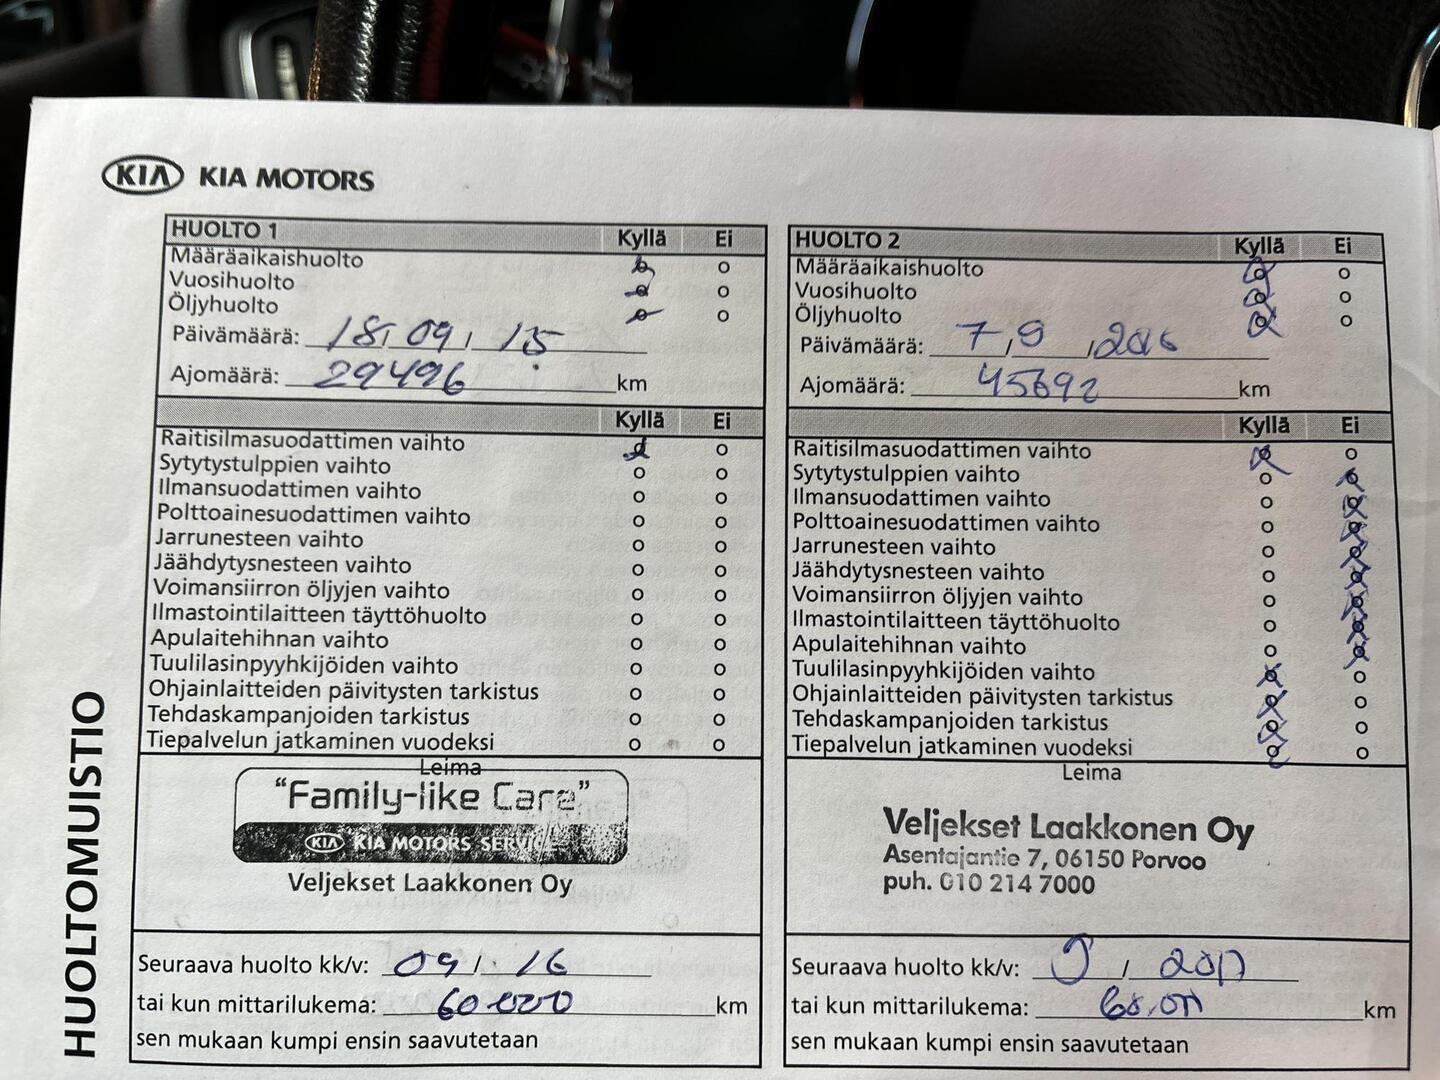 KIA KIA MOTORS
HUOLTOMUISTIO
HUOLTO 1 Kyllä Ei
Määräaikaishuolto o
Vuosihuolto o
Öljyhuolto o
Päivämäärä: 18, 09, 15
Ajomäärä: 29496 km
Kyllä Ei
Raitisilmasuodattimen vaihto o
Sytytystulppien vaihto o o
Ilmansuodattimen vaihto o o
Polttoainesuodattimen vaihto o o
Jarrunesteen vaihto o o
Jäähdytysnesteen vaihto o o
Voimansiirron öljyjen vaihto o o
Ilmastointilaitteen täyttöhuolto o o
Apulaitehihnan vaihto o o
Tuulilasinpyyhkijöiden vaihto o o
Ohjainlaitteiden päivitysten tarkistus o o
Tehdaskampanjoiden tarkistus o o
Tiepalvelun jatkaminen vuodeksi o o
Leima
"Family-like Care"
KIA KIA MOTORS SERVIC
Veljekset Laakkonen Oy
Seuraava huolto kk/v: 09 / 16
tai kun mittarilukema: 60.000 km
sen mukaan kumpi ensin saavutetaan
HUOLTO 2 Kyllä Ei
Määräaikaishuolto o
Vuosihuolto o
Öljyhuolto o
Päivämäärä: 7, 9, 2016
Ajomäärä: 45692 km
Kyllä Ei
Raitisilmasuodattimen vaihto o
Sytytystulppien vaihto o
Ilmansuodattimen vaihto o
Polttoainesuodattimen vaihto o
Jarrunesteen vaihto o
Jäähdytysnesteen vaihto o
Voimansiirron öljyjen vaihto o
Ilmastointilaitteen täyttöhuolto o
Apulaitehihnan vaihto o
Tuulilasinpyyhkijöiden vaihto o
Ohjainlaitteiden päivitysten tarkistus o
Tehdaskampanjoiden tarkistus o
Tiepalvelun jatkaminen vuodeksi o
Leima
Veljekset Laakkonen Oy
Asentajantie 7, 06150 Porvoo
puh. 010 214 7000
Seuraava huolto kk/v: 9 / 2017
tai kun mittarilukema: km
sen mukaan kumpi ensin saavutetaan